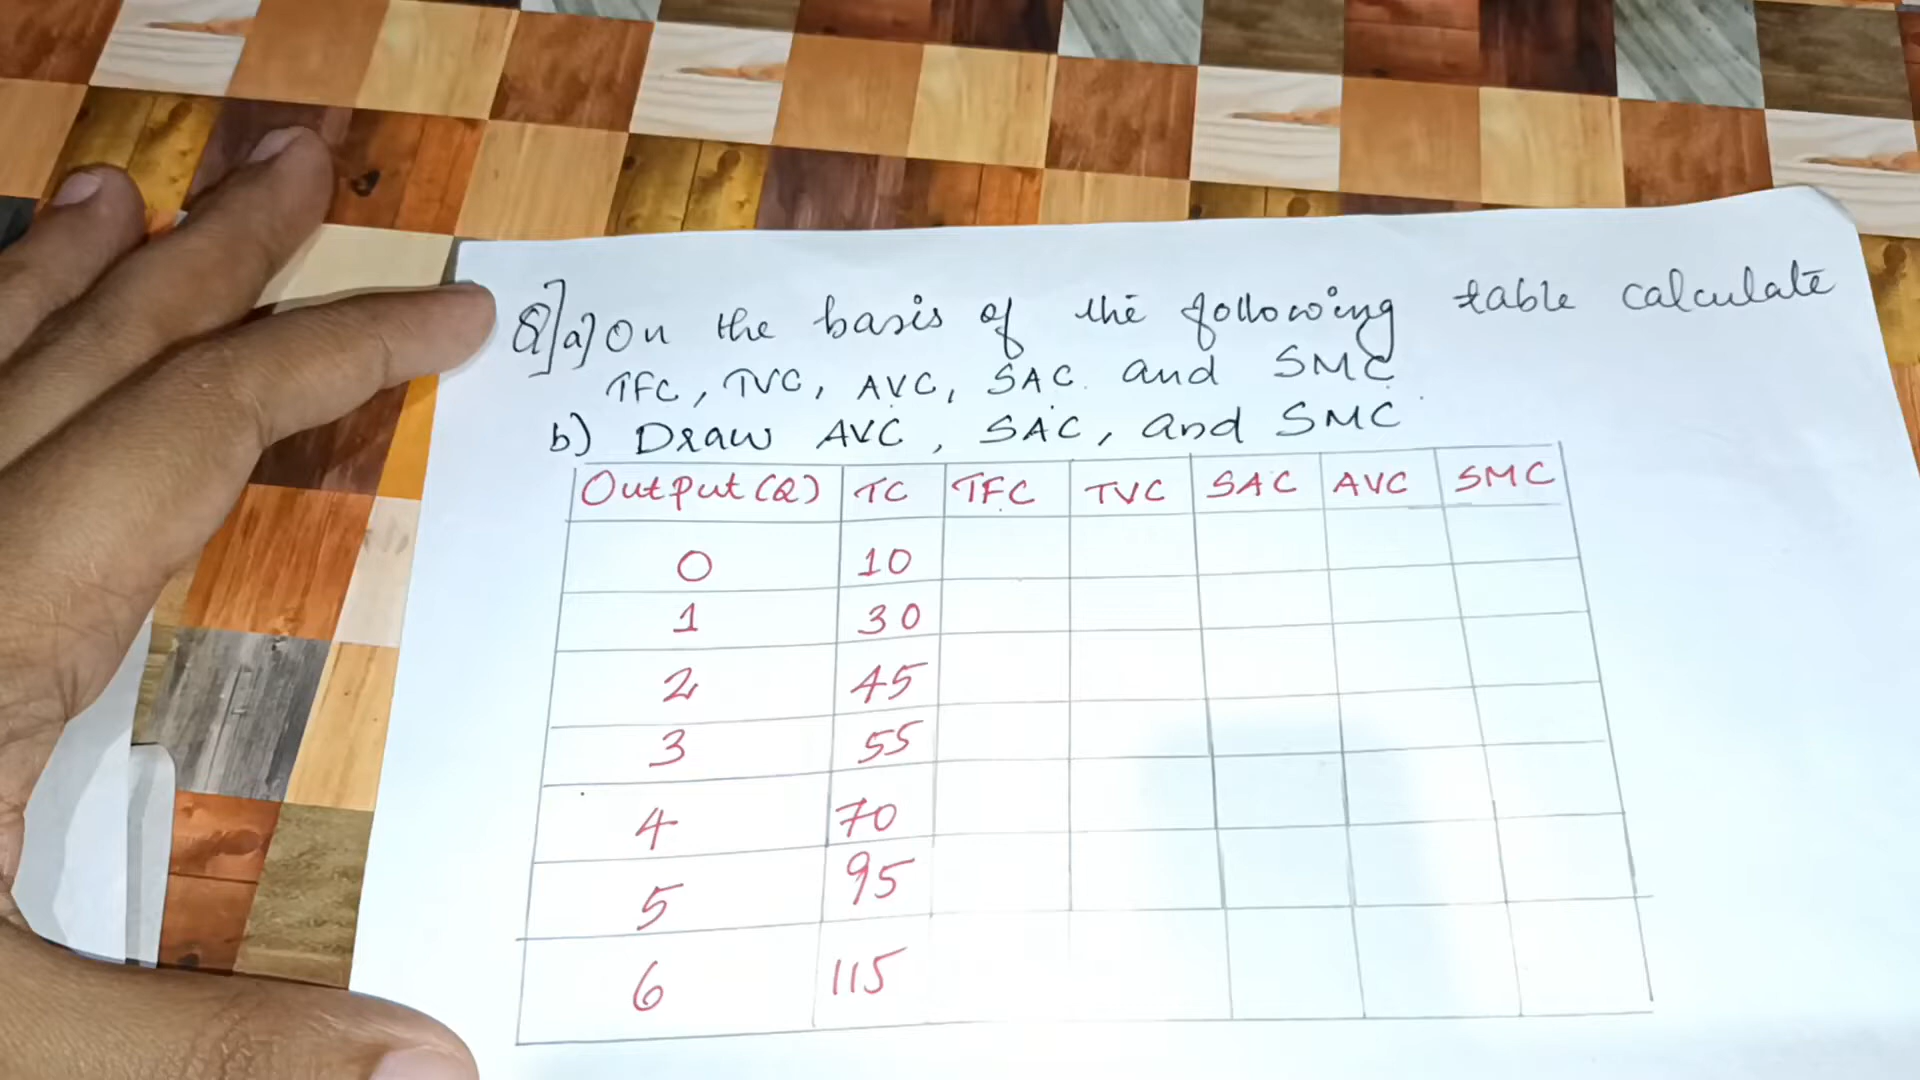 Q] a] On the basis of the following table calculate
TFC, TVC, AVC, SAC and SMC
b) Draw AVC, SAC, and SMC
Output(Q) TC TFC TVC SAC AVC SMC
0 10
1 30
2 45
3 55
4 70
5 95
6 115